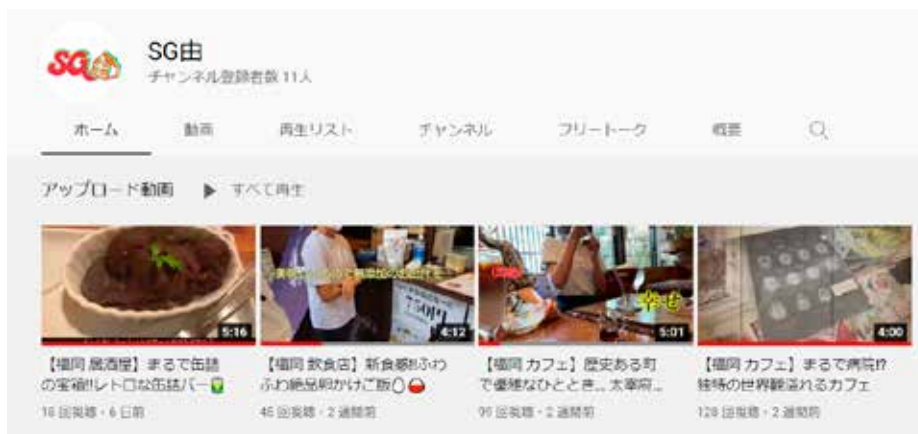 SG
SG由
チャンネル登録者数 11人
ホーム 動画 再生リスト チャンネル フリートーク 概要
アップロード動画 ▶ すべて再生
5:16 4:12 5:01 4:00
【福岡 居酒屋】まるで缶詰
の宝箱!!レトロな缶詰バー
16 回視聴・6 日前
【福岡 飲食店】新食感!!ふわ
ふわ絶品卵かけご飯
45 回視聴・2 週間前
【福岡 カフェ】歴史ある町
で優雅なひととき... 太宰府...
99 回視聴・2 週間前
【福岡 カフェ】まるで病院!?
独特の世界観溢れるカフェ
128 回視聴・2 週間前